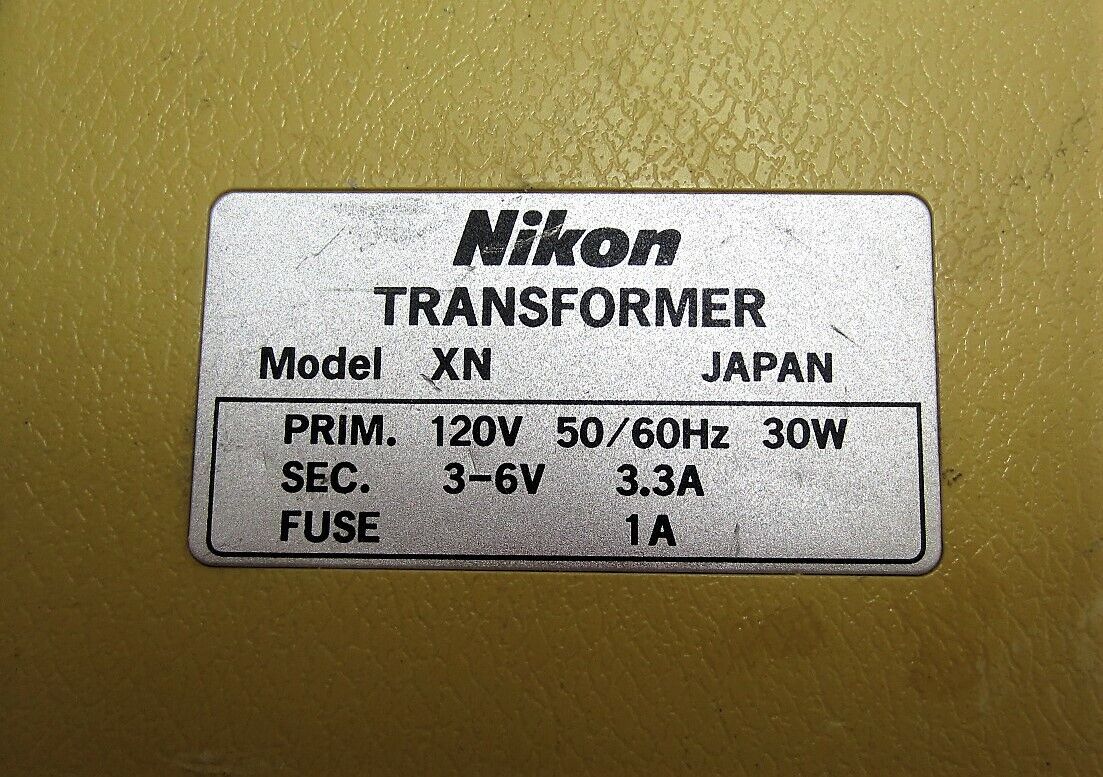 Nikon
TRANSFORMER
Model XN JAPAN
PRIM. 120V 50/60Hz 30W
SEC. 3-6V 3.3A
FUSE 1A